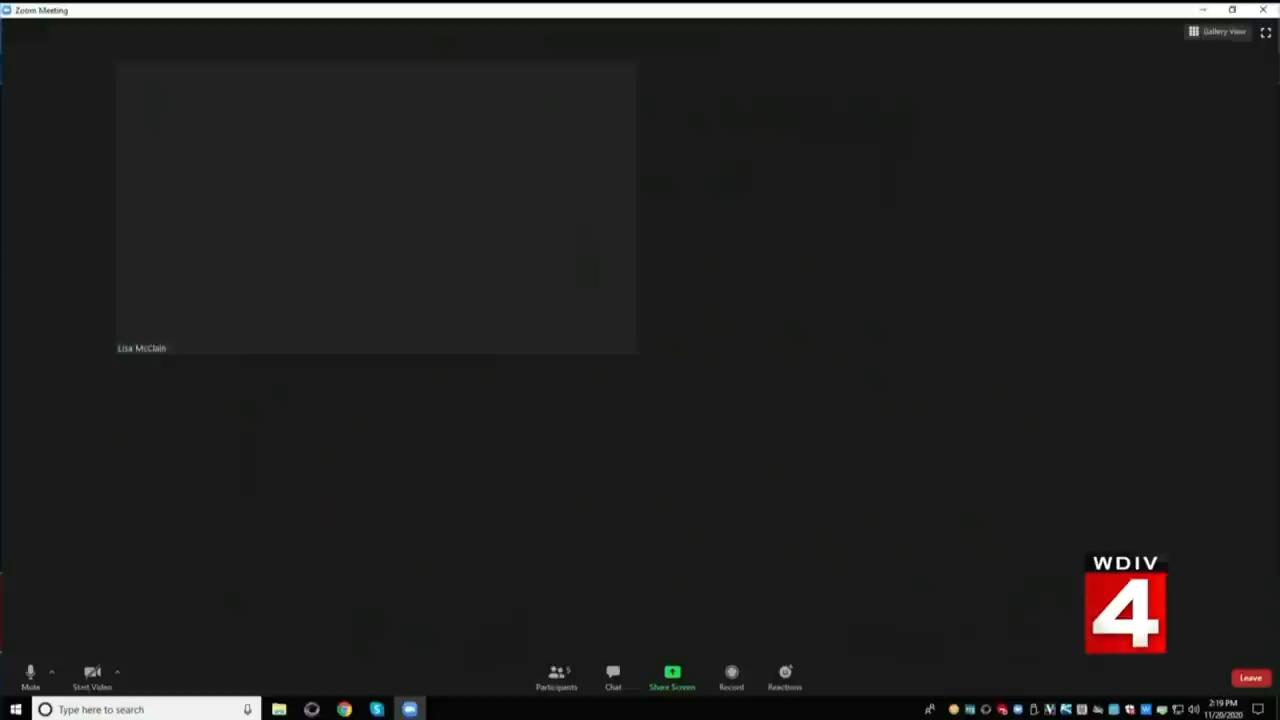 Zoom Meeting
Gallery View
Lisa McClain
WDIV
4
Mute
Start Video
Participants
5
Chat
Share Screen
Record
Reactions
Leave
Type here to search
2:19 PM
11/20/2020